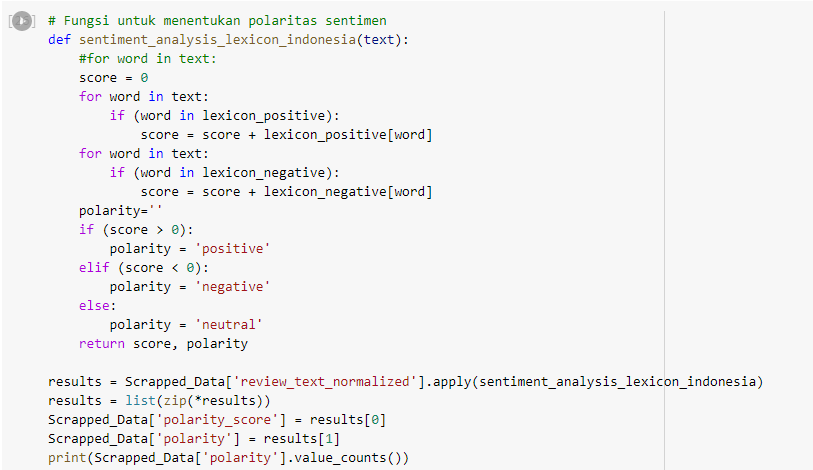 # Fungsi untuk menentukan polaritas sentimen
def sentiment_analysis_lexicon_indonesia(text):
    #for word in text:
    score = 0
    for word in text:
        if (word in lexicon_positive):
            score = score + lexicon_positive[word]
    for word in text:
        if (word in lexicon_negative):
            score = score + lexicon_negative[word]
    polarity=''
    if (score > 0):
        polarity = 'positive'
    elif (score < 0):
        polarity = 'negative'
    else:
        polarity = 'neutral'
    return score, polarity

results = Scrapped_Data['review_text_normalized'].apply(sentiment_analysis_lexicon_indonesia)
results = list(zip(*results))
Scrapped_Data['polarity_score'] = results[0]
Scrapped_Data['polarity'] = results[1]
print(Scrapped_Data['polarity'].value_counts())